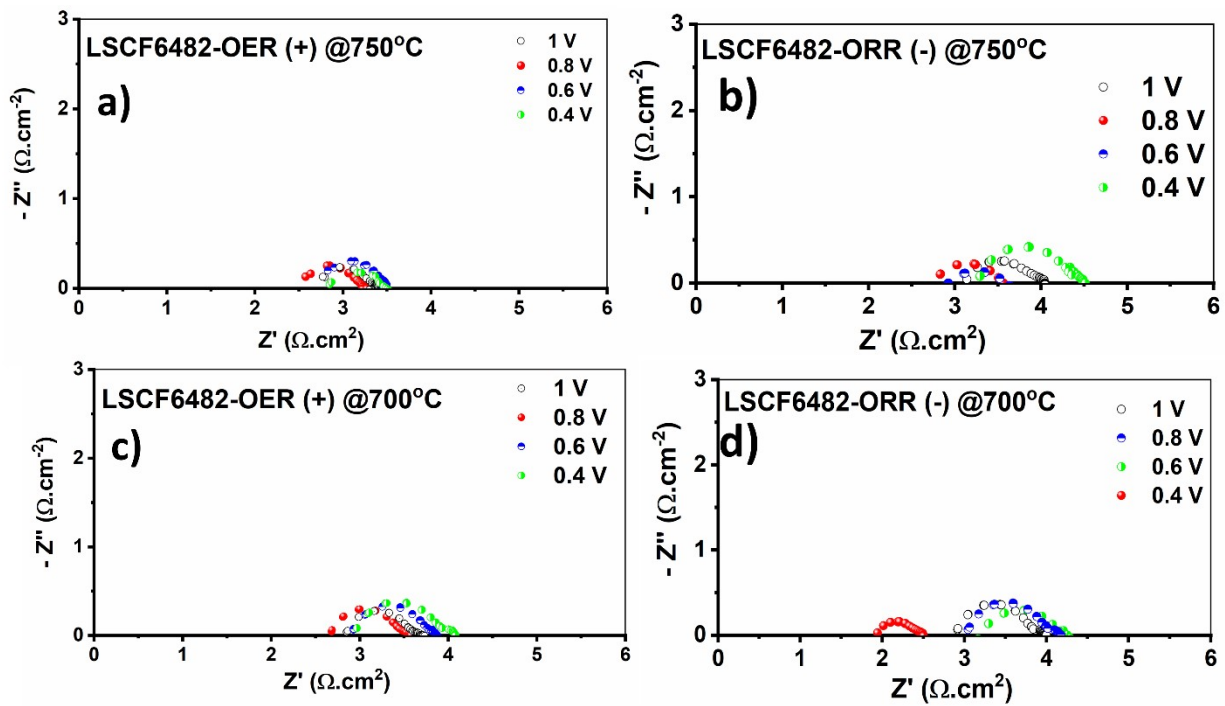 LSCF6482-OER (+) @750°C
a)
1 V
0.8 V
0.6 V
0.4 V
3
2
1
0
- Z" (Ω.cm⁻²)
0 1 2 3 4 5 6
Z' (Ω.cm²)
LSCF6482-ORR (-) @750°C
b)
1 V
0.8 V
0.6 V
0.4 V
3
2
1
0
- Z" (Ω.cm⁻²)
0 1 2 3 4 5 6
Z' (Ω.cm²)
LSCF6482-OER (+) @700°C
c)
1 V
0.8 V
0.6 V
0.4 V
3
2
1
0
- Z" (Ω.cm⁻²)
0 1 2 3 4 5 6
Z' (Ω.cm²)
LSCF6482-ORR (-) @700°C
d)
1 V
0.8 V
0.6 V
0.4 V
3
2
1
0
- Z" (Ω.cm⁻²)
0 1 2 3 4 5 6
Z' (Ω.cm²)